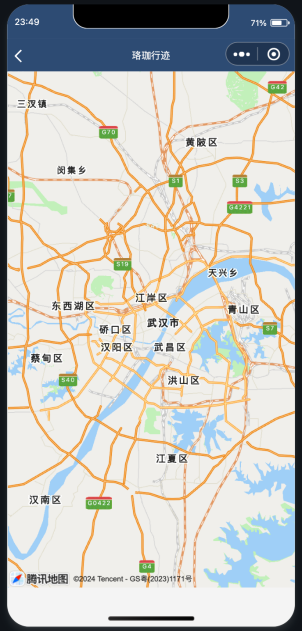 23:49
71%
珞珈行迹
G42
三汉镇
G70
黄陂区
闵集乡
S1
S3
G4221
S19
天兴乡
江岸区
东西湖区
青山区
武汉市
硚口区
S7
汉阳区
武昌区
蔡甸区
S40
洪山区
江夏区
汉南区
G0422
G4
腾讯地图 ©2024 Tencent - GS粤(2023)1171号